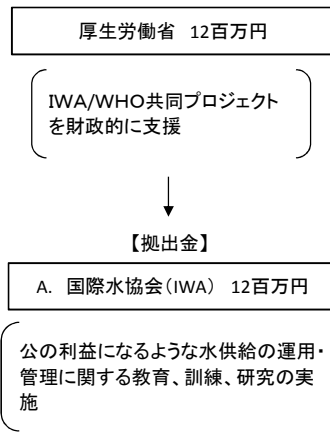 厚生労働省 12百万円
IWA/WHO共同プロジェクト
を財政的に支援
【拠出金】
A. 国際水協会(IWA) 12百万円
公の利益になるような水供給の運用・
管理に関する教育、訓練、研究の実
施